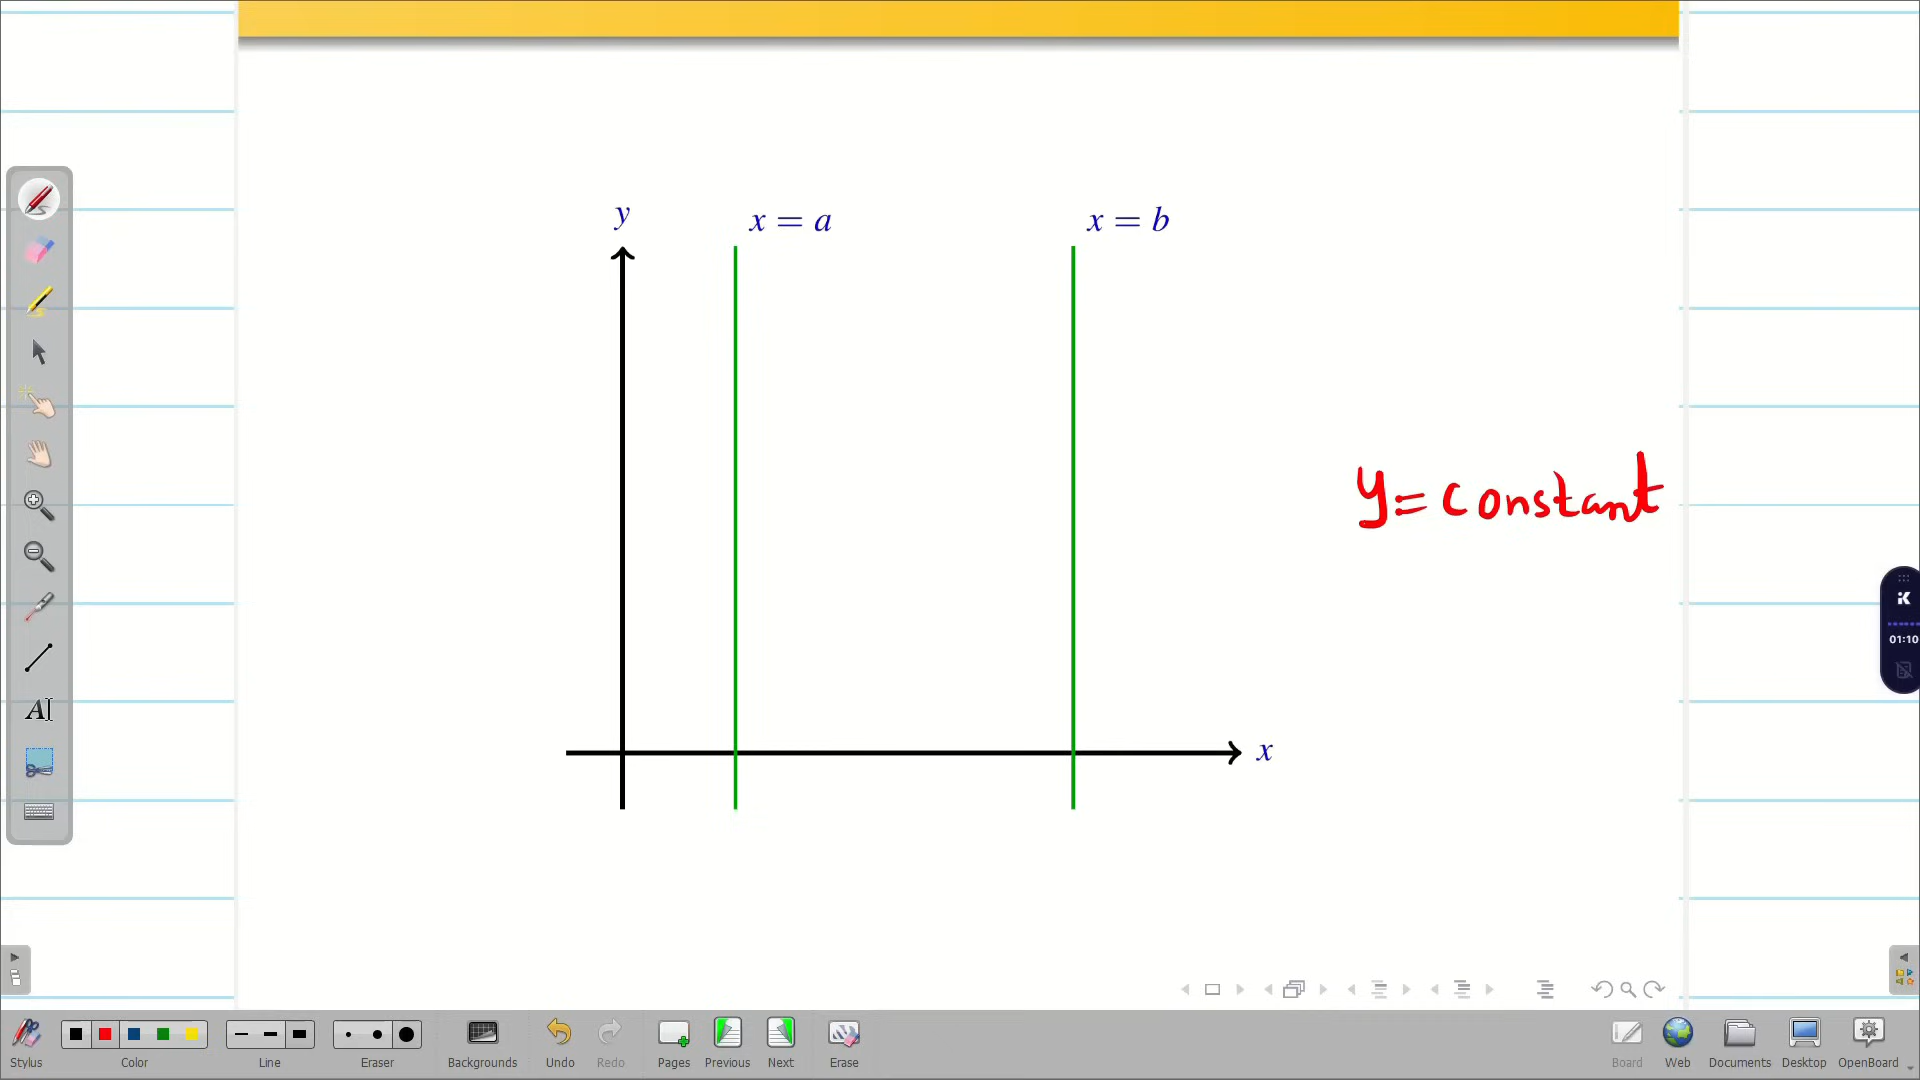 y
x = a
x = b
y = constant
x
01:10
Stylus
Color
Line
Eraser
Backgrounds
Undo
Redo
Pages
Previous
Next
Erase
Board
Web
Documents
Desktop
OpenBoard